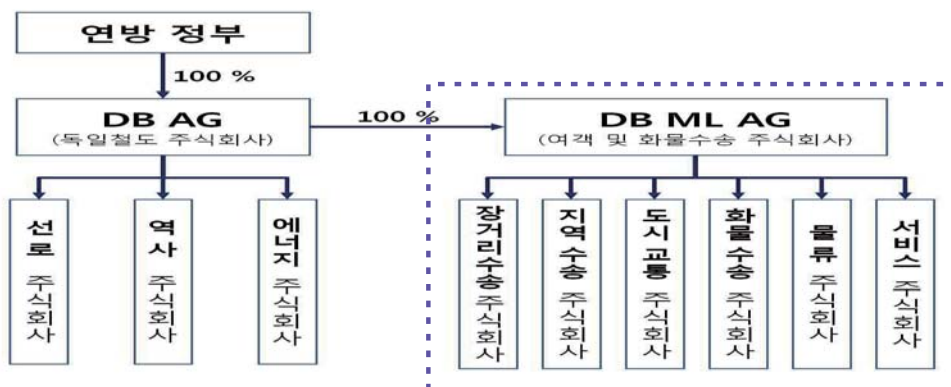 연방 정부
100 %
DB AG
(독일철도 주식회사)
100 %
DB ML AG
(여객 및 화물수송 주식회사)
선로 주식회사
역사 주식회사
에너지 주식회사
장거리수송 주식회사
지역 수송 주식회사
도시 교통 주식회사
화물 수송 주식회사
물류 주식회사
서비스 주식회사